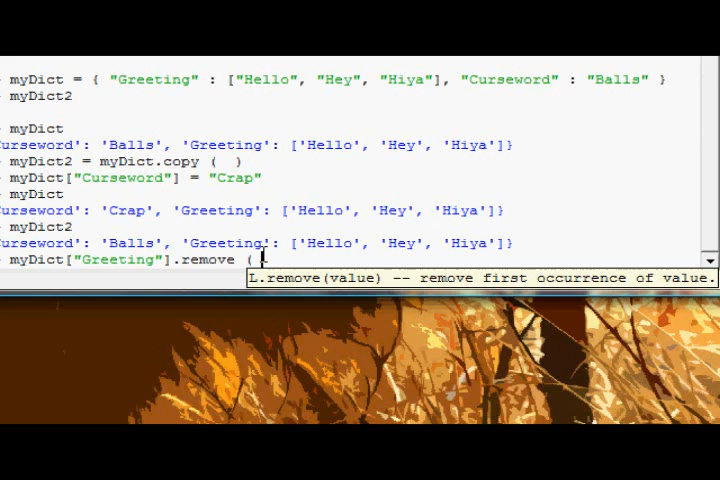 myDict = { "Greeting" : ["Hello", "Hey", "Hiya"], "Curseword" : "Balls" }
myDict2
myDict
urseword': 'Balls', 'Greeting': ['Hello', 'Hey', 'Hiya']}
myDict2 = myDict.copy (  )
myDict["Curseword"] = "Crap"
myDict
urseword': 'Crap', 'Greeting': ['Hello', 'Hey', 'Hiya']}
myDict2
urseword': 'Balls', 'Greeting': ['Hello', 'Hey', 'Hiya']}
myDict["Greeting"].remove (
L.remove(value) -- remove first occurrence of value.